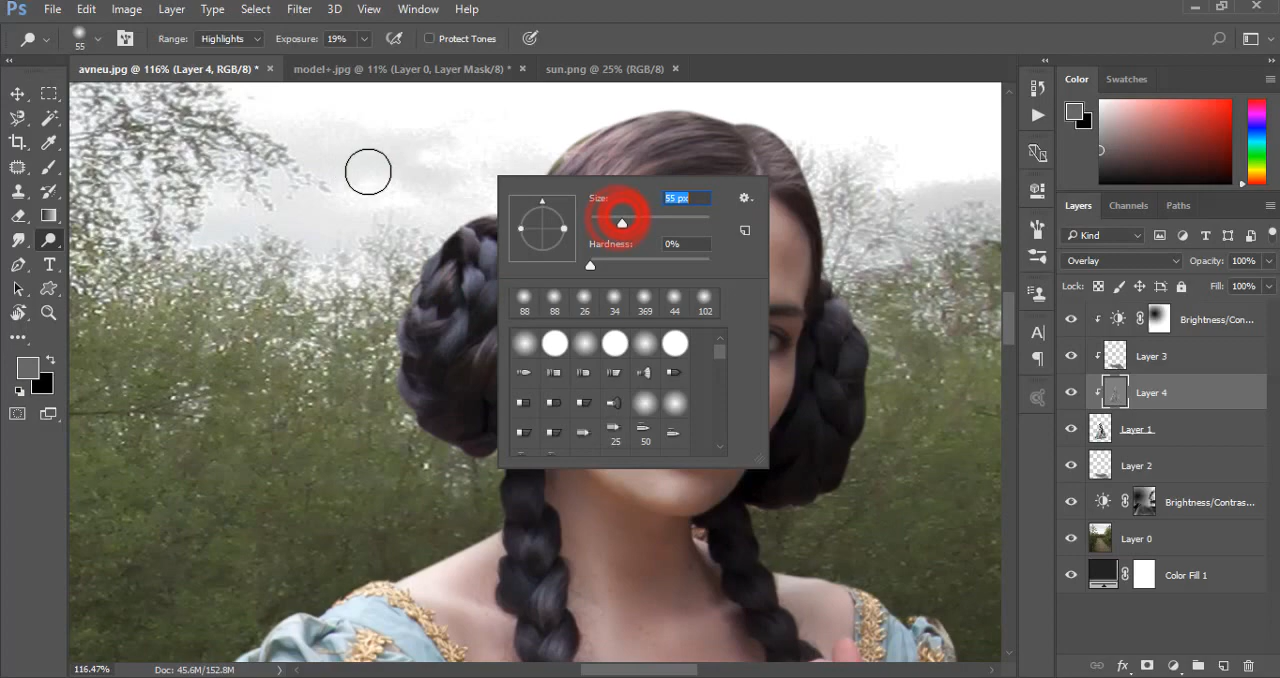 Ps File Edit Image Layer Type Select Filter 3D View Window Help
55 Range: Highlights Exposure: 19% Protect Tones
avneu.jpg @ 116% (Layer 4, RGB/8) * × model+.jpg @ 11% (Layer 0, Layer Mask/8) * × sun.png @ 25% (RGB/8) ×
Color Swatches
Size: 55 px
Hardness: 0%
88 88 26 34 369 44 102
25 50
Layers Channels Paths
Kind
Overlay Opacity: 100%
Lock: Fill: 100%
Brightness/Con...
Layer 3
Layer 4
Layer 1
Layer 2
Brightness/Contras...
Layer 0
Color Fill 1
116.47% Doc: 45.6M/152.8M